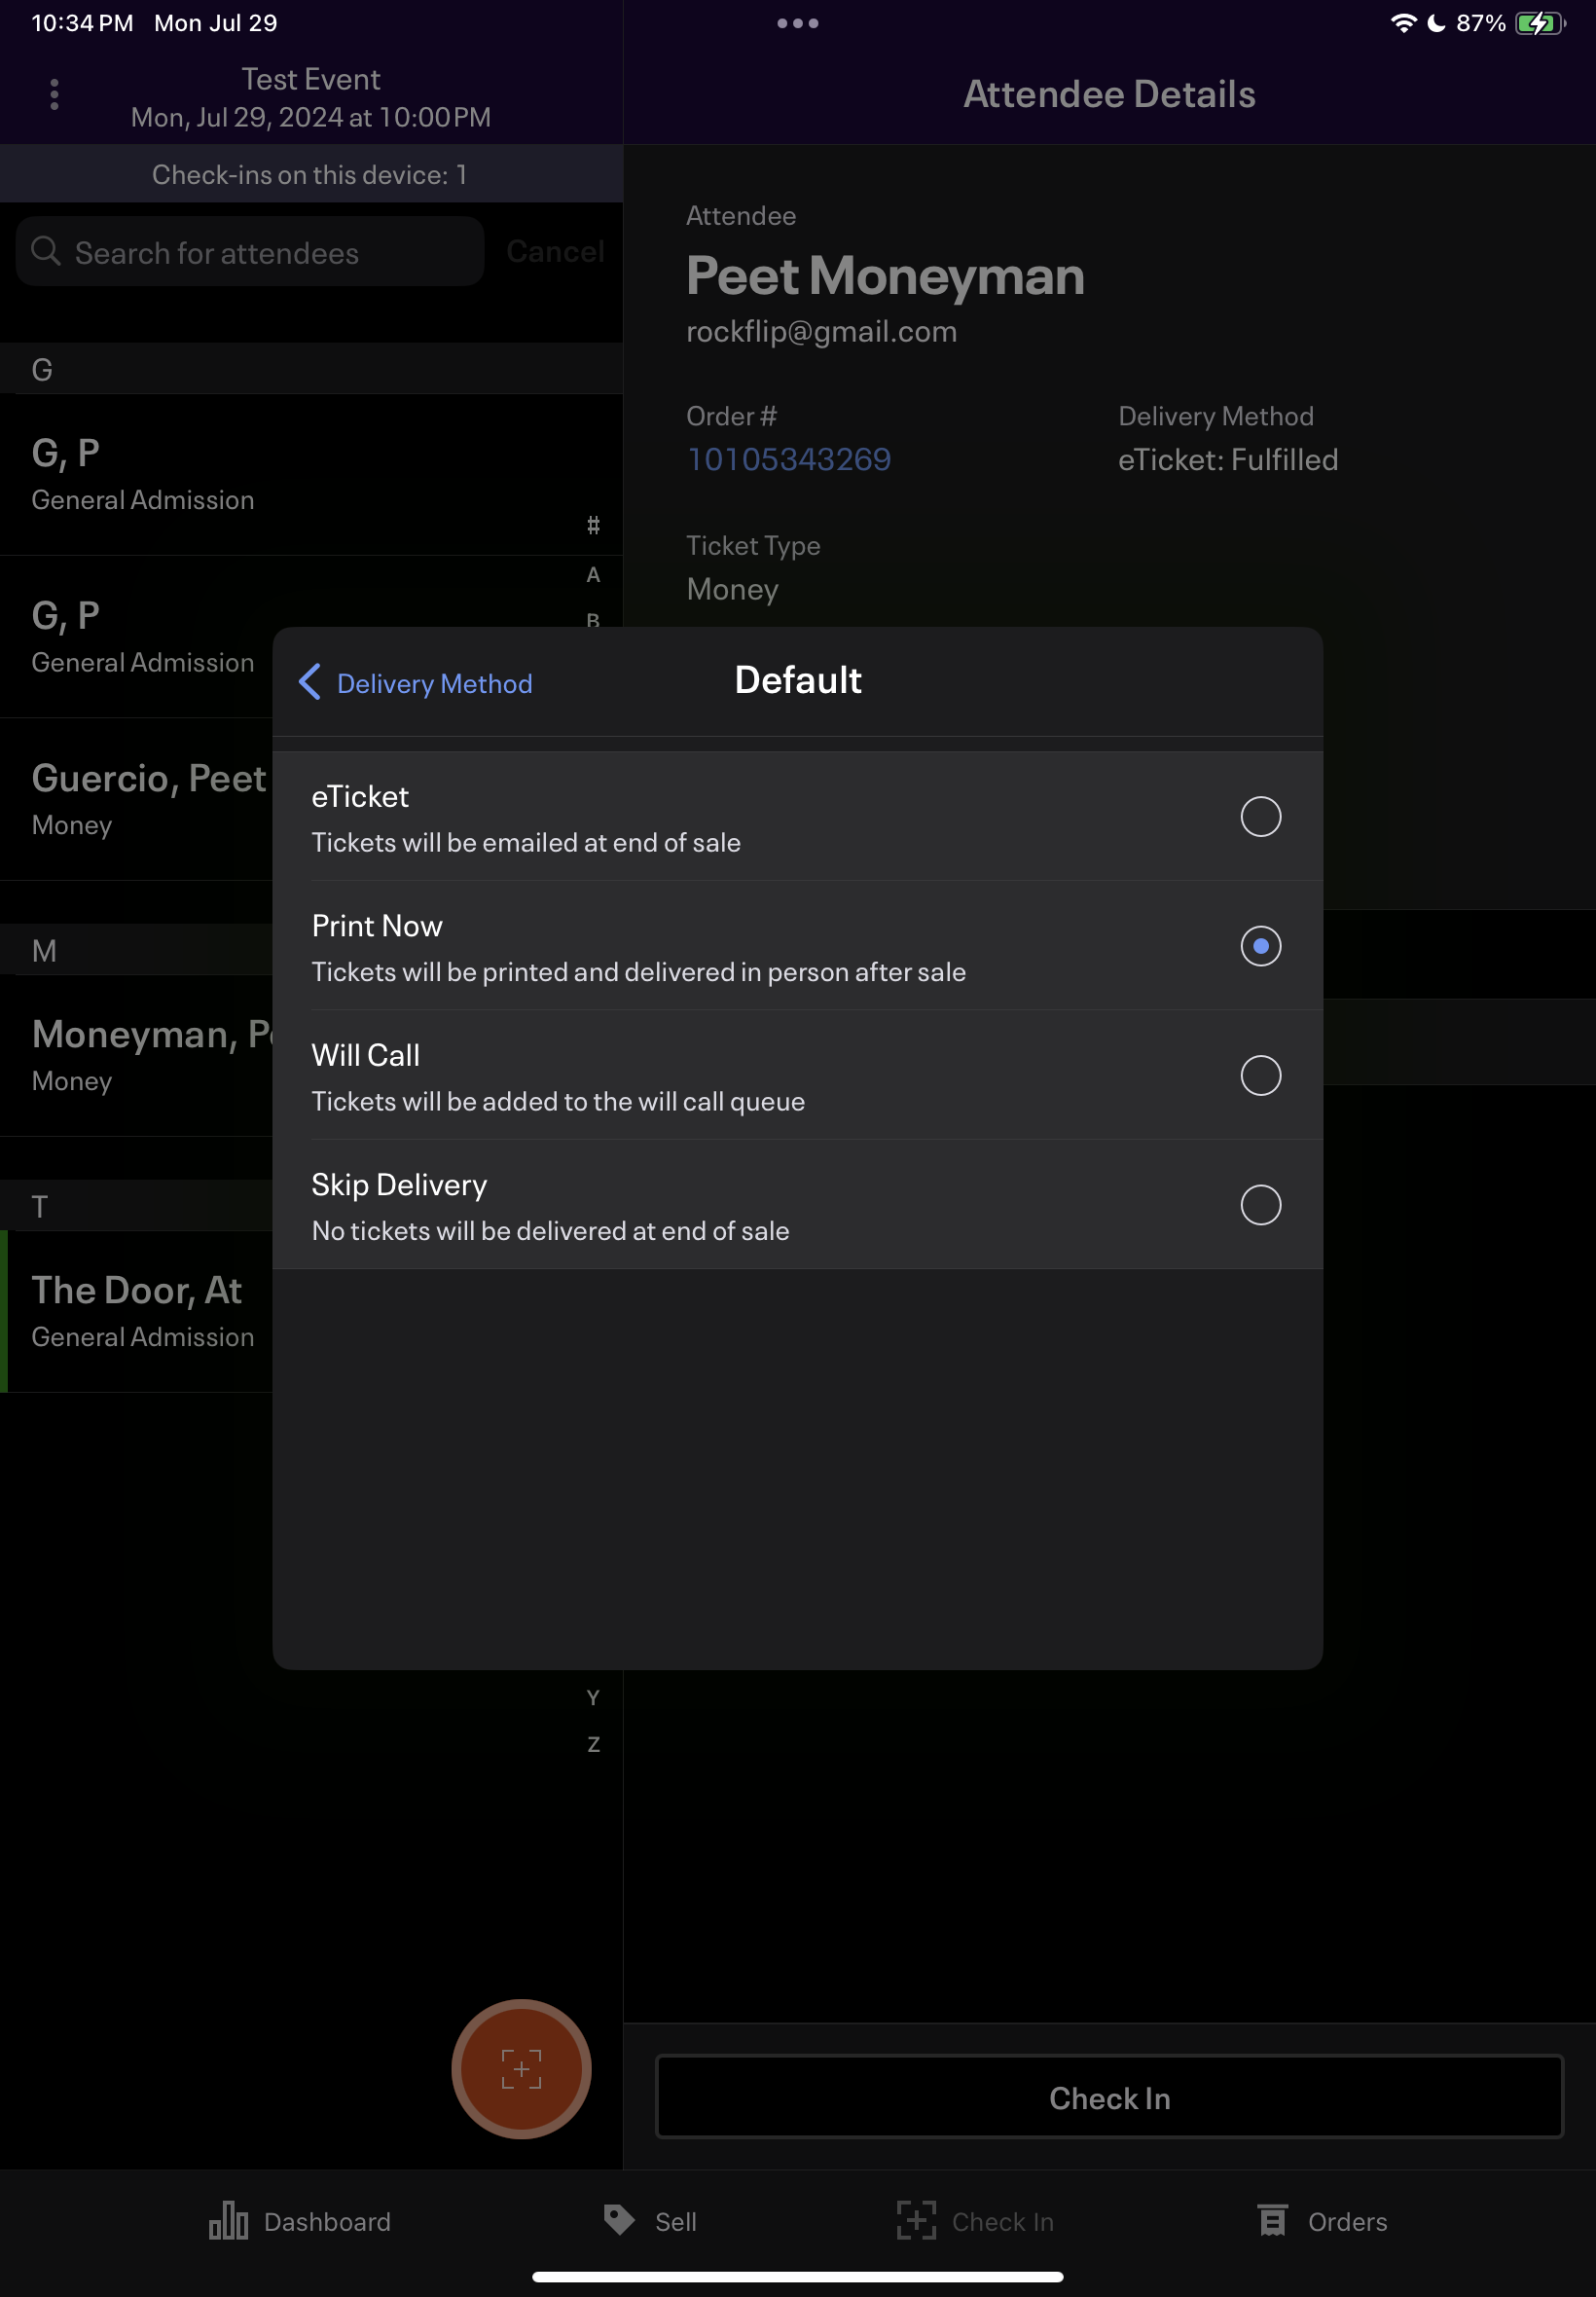 10:34 PM Mon Jul 29
87%
Test Event
Mon, Jul 29, 2024 at 10:00 PM
Check-ins on this device: 1
Search for attendees
Cancel
G
G, P
General Admission
G, P
General Admission
Guercio, Peet
Money
M
Moneyman, Pe
Money
T
The Door, At
General Admission
#
A
B
Y
Z
Attendee Details
Attendee
Peet Moneyman
rockflip@gmail.com
Order #
10105343269
Delivery Method
eTicket: Fulfilled
Ticket Type
Money
Delivery Method
Default
eTicket
Tickets will be emailed at end of sale
Print Now
Tickets will be printed and delivered in person after sale
Will Call
Tickets will be added to the will call queue
Skip Delivery
No tickets will be delivered at end of sale
Check In
Dashboard
Sell
Check In
Orders